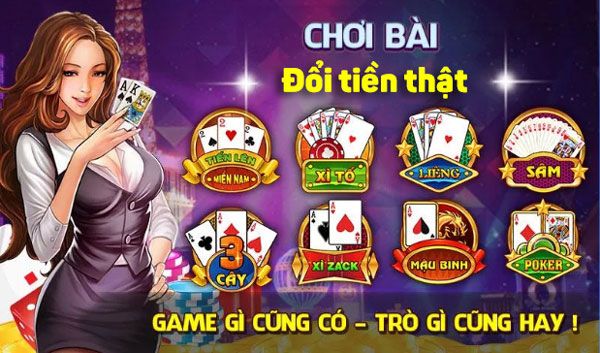 CHƠI BÀI
Đổi tiền thật
TIẾN LÊN
MIỀN NAM
XÌ TỐ
LIÊNG
SÂM
3
CÂY
XÌ ZACK
MẬU BINH
POKER
GAME GÌ CŨNG CÓ - TRÒ GÌ CŨNG HAY !